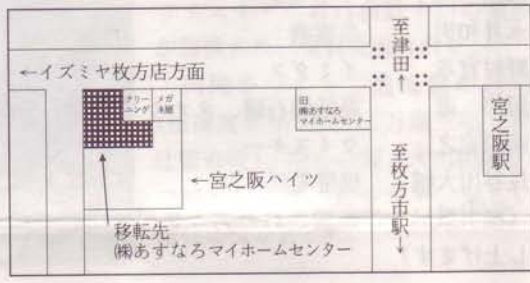 至津田↑
←イズミヤ枚方店方面
クリー
ニング
メガ
本郷
旧
㈱あすなろ
マイホームセンター
宮之阪駅
至枚方市駅↓
←宮之阪ハイツ
移転先
㈱あすなろマイホームセンター